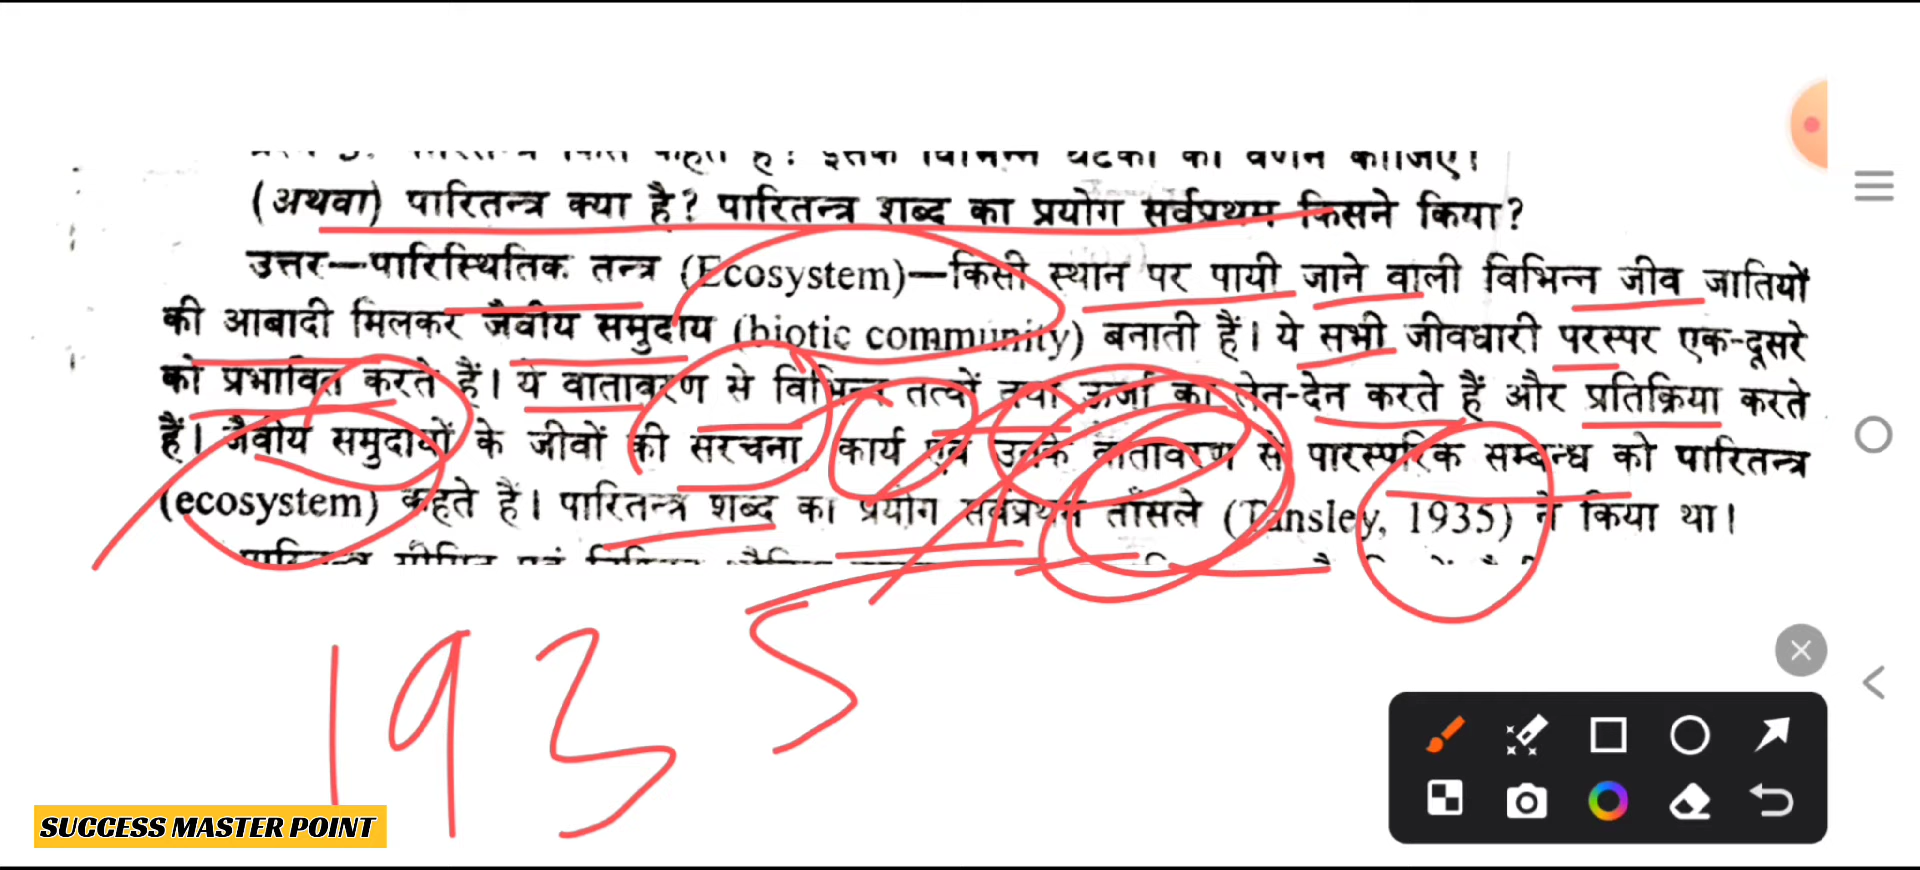 (अथवा) पारितन्त्र क्या है? पारितन्त्र शब्द का प्रयोग सर्वप्रथम किसने किया?
उत्तर—पारिस्थितिक तन्त्र (Ecosystem)—किसी स्थान पर पायी जाने वाली विभिन्न जीव जातियों
की आबादी मिलकर जैवीय समुदाय (biotic community) बनाती हैं। ये सभी जीवधारी परस्पर एक-दूसरे
को प्रभावित करते हैं। ये वातावरण से विभिन्न तत्वों तथा ऊर्जा का लेन-देन करते हैं और प्रतिक्रिया करते
हैं। जैवीय समुदायों के जीवों की सरचना, कार्य एवं उनके वातावरण से पारस्परिक सम्बन्ध को पारितन्त्र
(ecosystem) कहते हैं। पारितन्त्र शब्द का प्रयोग सर्वप्रथम ताँसले (Tansley, 1935) ने किया था।
1935
SUCCESS MASTER POINT